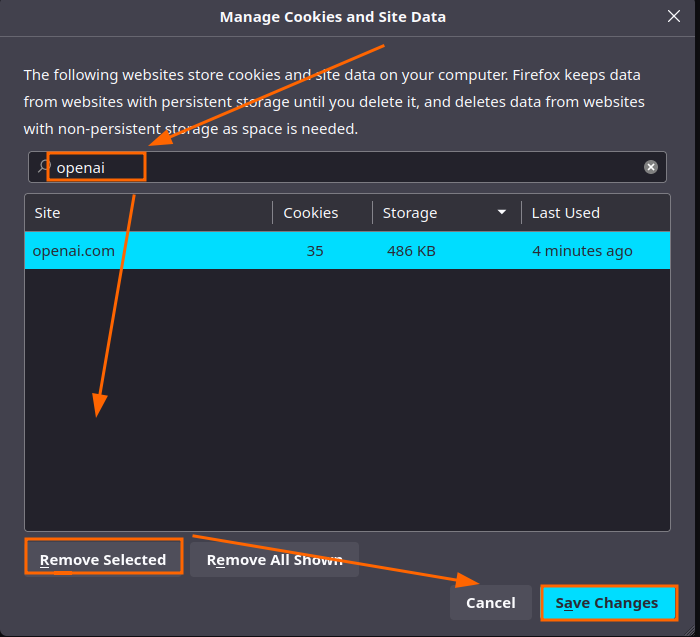 Manage Cookies and Site Data
The following websites store cookies and site data on your computer. Firefox keeps data
from websites with persistent storage until you delete it, and deletes data from websites
with non-persistent storage as space is needed.
openai
Site Cookies Storage Last Used
openai.com 35 486 KB 4 minutes ago
Remove Selected Remove All Shown
Cancel Save Changes